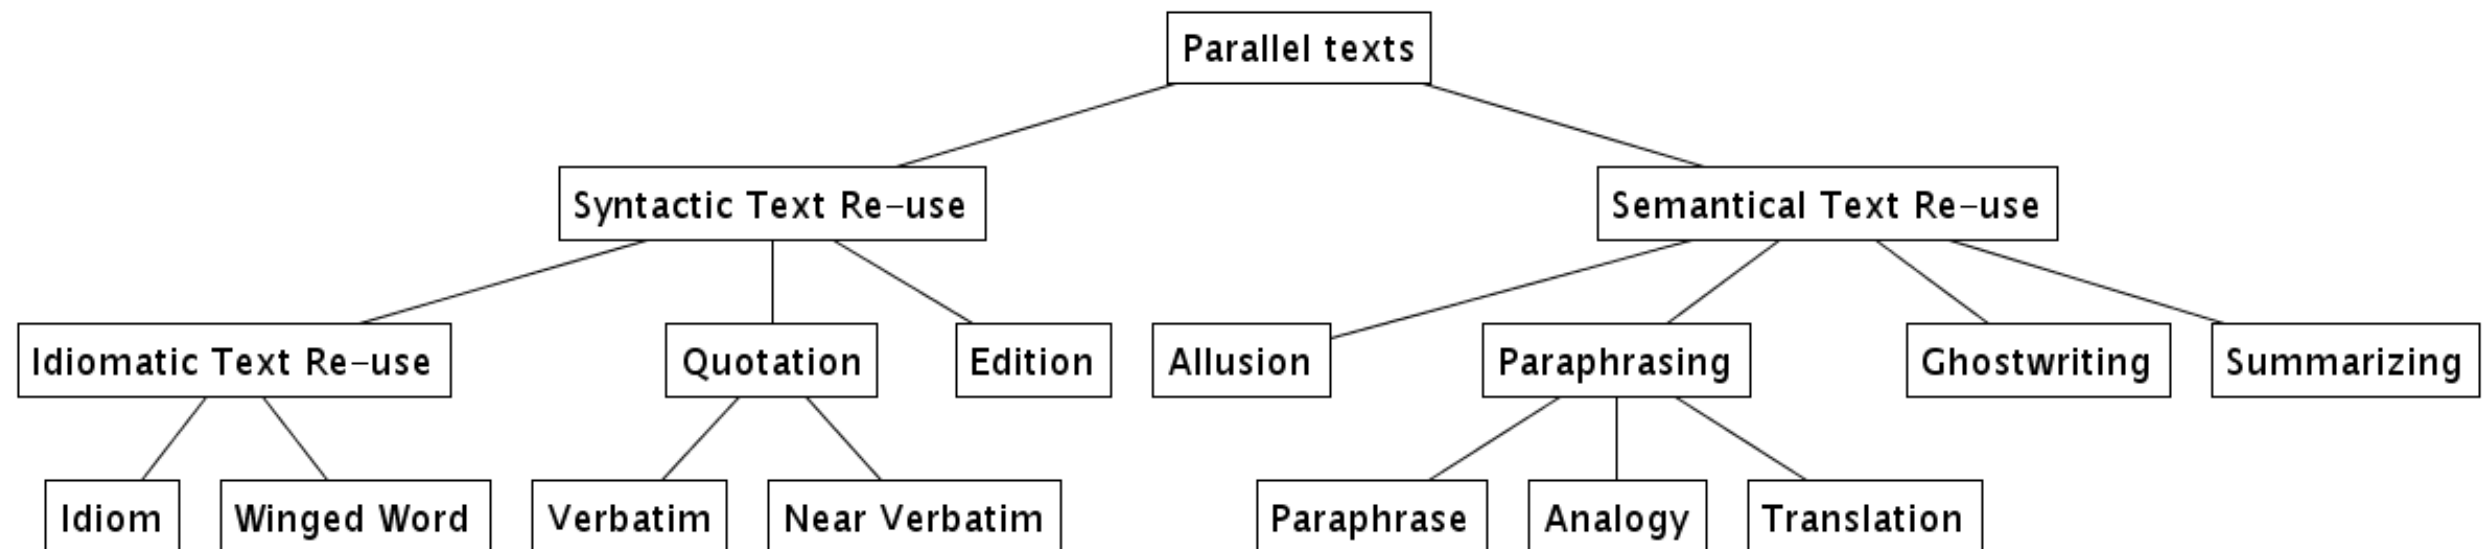 Parallel texts
Syntactic Text Re-use
Semantical Text Re-use
Idiomatic Text Re-use
Quotation
Edition
Allusion
Paraphrasing
Ghostwriting
Summarizing
Idiom
Winged Word
Verbatim
Near Verbatim
Paraphrase
Analogy
Translation